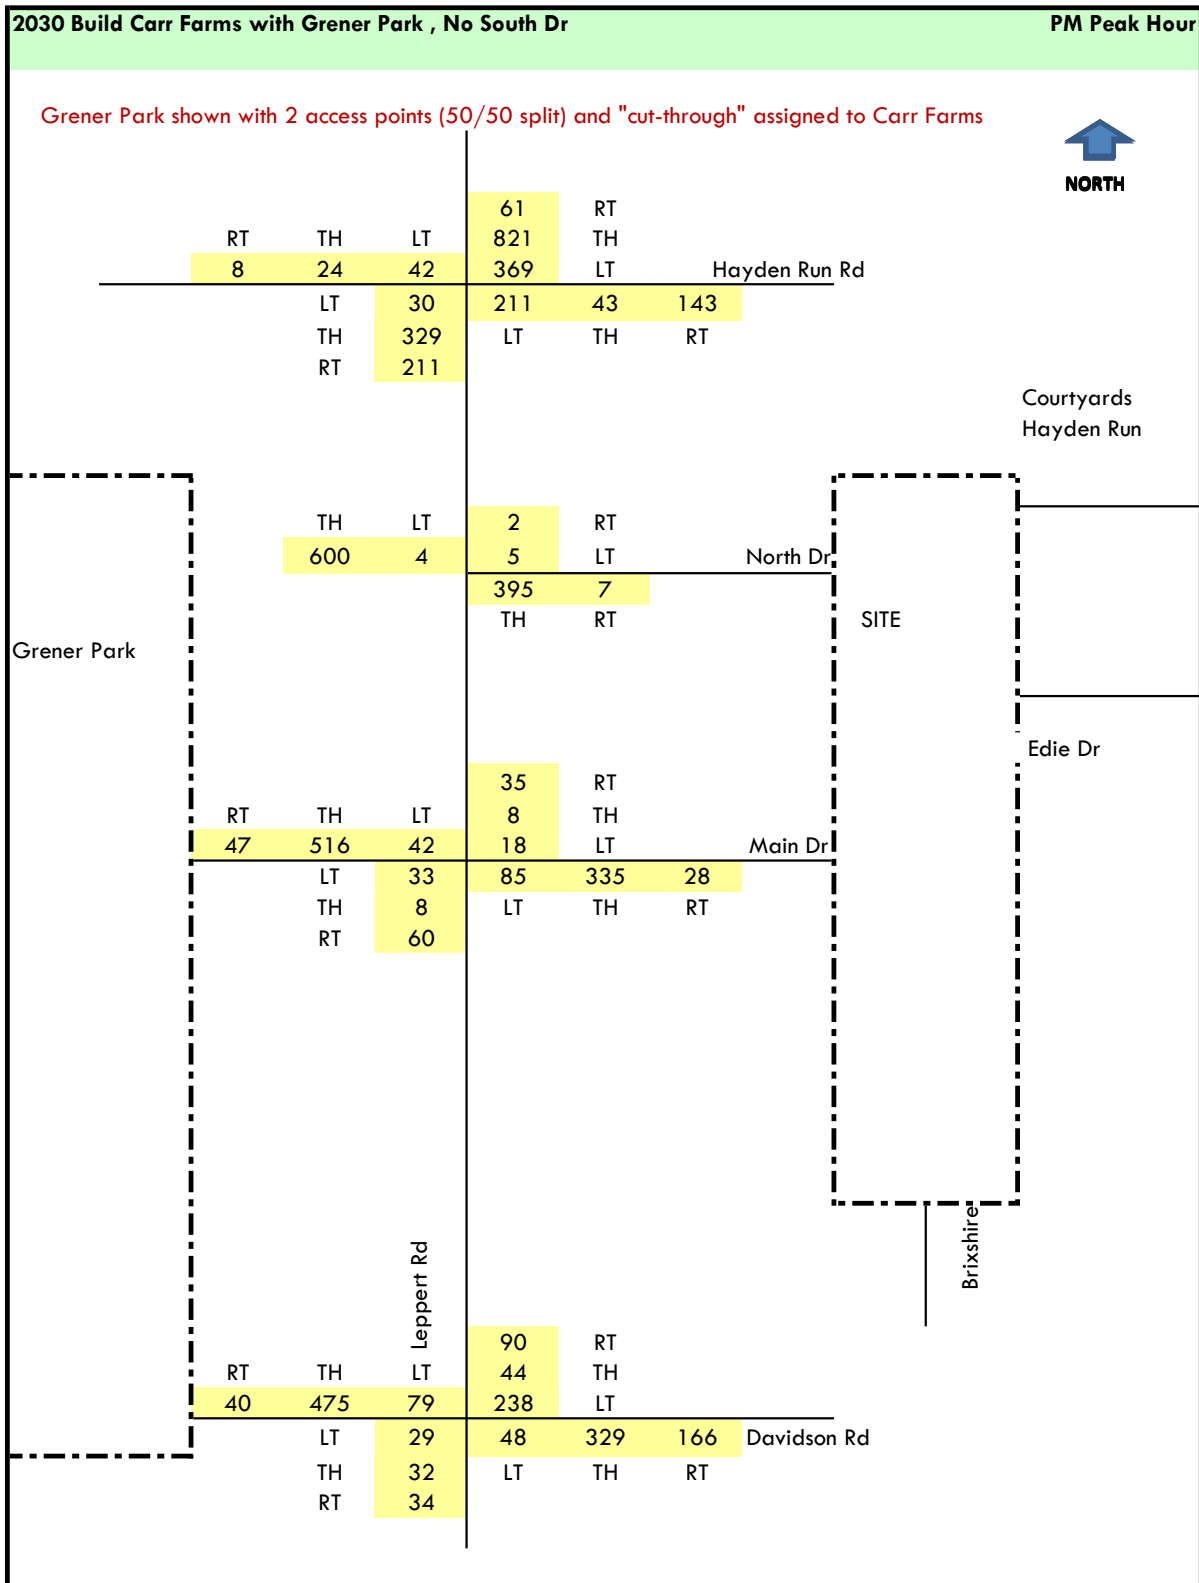 2030 Build Carr Farms with Grener Park , No South Dr PM Peak Hour
Grener Park shown with 2 access points (50/50 split) and "cut-through" assigned to Carr Farms
NORTH
61 RT
RT TH LT 821 TH
8 24 42 369 LT Hayden Run Rd
LT 30 211 43 143
TH 329 LT TH RT
RT 211
Courtyards
Hayden Run
TH LT 2 RT
600 4 5 LT North Dr
395 7
TH RT SITE
Grener Park
Edie Dr
35 RT
RT TH LT 8 TH
47 516 42 18 LT Main Dr
LT 33 85 335 28
TH 8 LT TH RT
RT 60
Brixshire
Leppert Rd
90 RT
RT TH LT 44 TH
40 475 79 238 LT
LT 29 48 329 166 Davidson Rd
TH 32 LT TH RT
RT 34